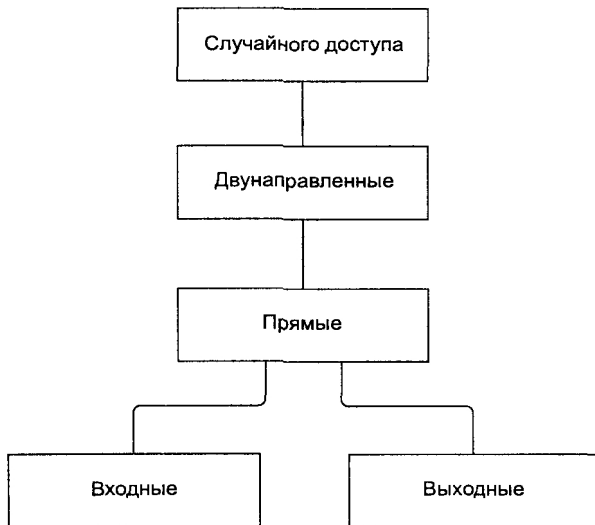 Случайного доступа
Двунаправленные
Прямые
Входные
Выходные